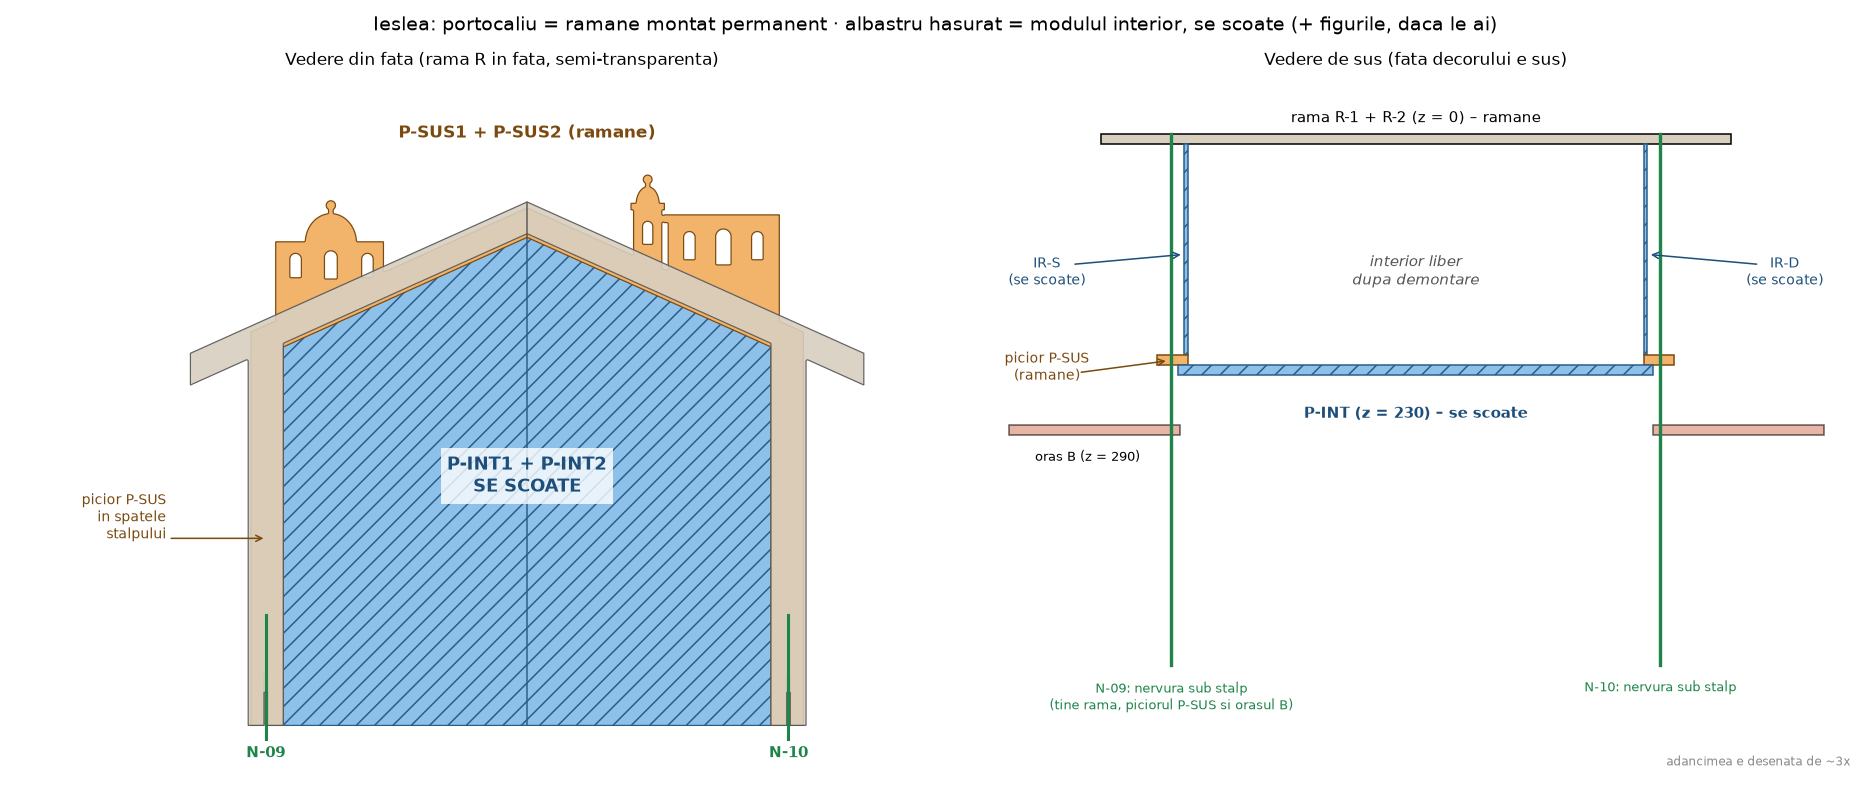 Ieslea: portocaliu = ramane montat permanent · albastru hasurat = modulul interior, se scoate (+ figurile, daca le ai)
Vedere din fata (rama R in fata, semi-transparenta)
P-SUS1 + P-SUS2 (ramane)
P-INT1 + P-INT2
SE SCOATE
picior P-SUS
in spatele
stalpului
N-09
N-10
Vedere de sus (fata decorului e sus)
rama R-1 + R-2 (z = 0) – ramane
IR-S
(se scoate)
interior liber
dupa demontare
IR-D
(se scoate)
picior P-SUS
(ramane)
P-INT (z = 230) – se scoate
oras B (z = 290)
N-09: nervura sub stalp
(tine rama, piciorul P-SUS si orasul B)
N-10: nervura sub stalp
adancimea e desenata de ~3x